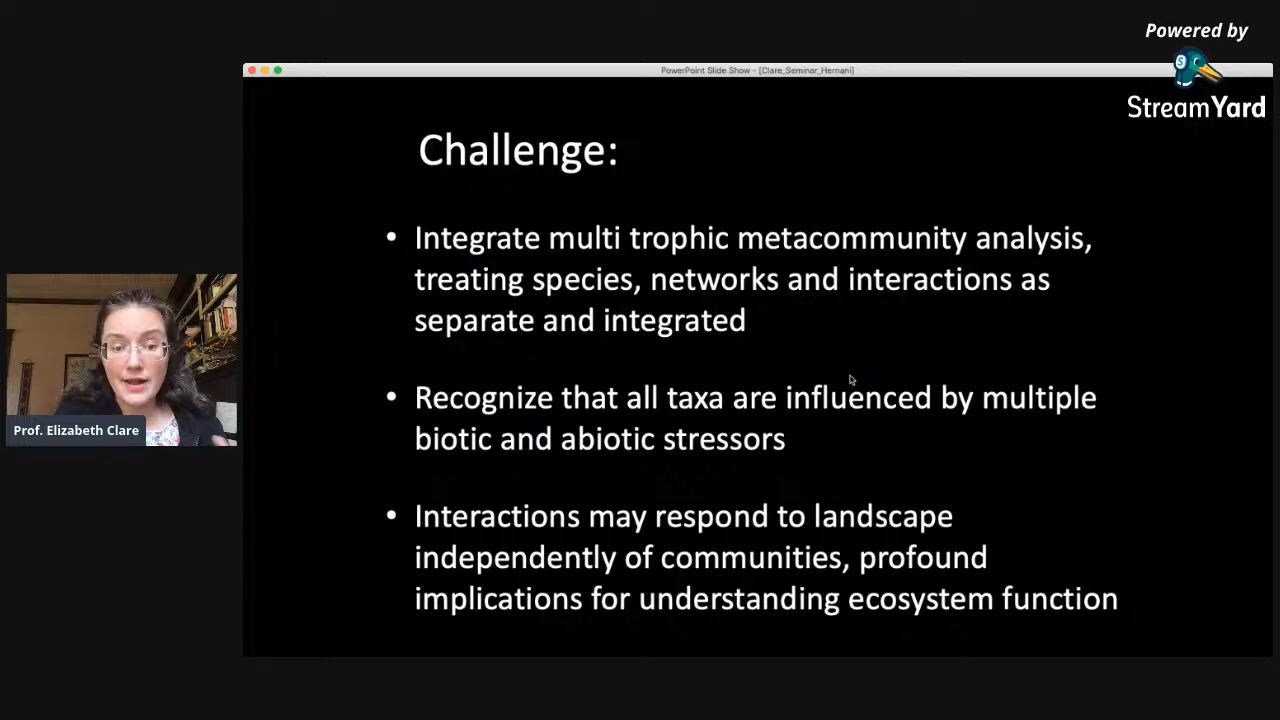 Powered by
PowerPoint Slide Show - [Clare_Seminar_Hernani]
S
StreamYard
Challenge:
• Integrate multi trophic metacommunity analysis,
treating species, networks and interactions as
separate and integrated
• Recognize that all taxa are influenced by multiple
biotic and abiotic stressors
• Interactions may respond to landscape
independently of communities, profound
implications for understanding ecosystem function
Prof. Elizabeth Clare